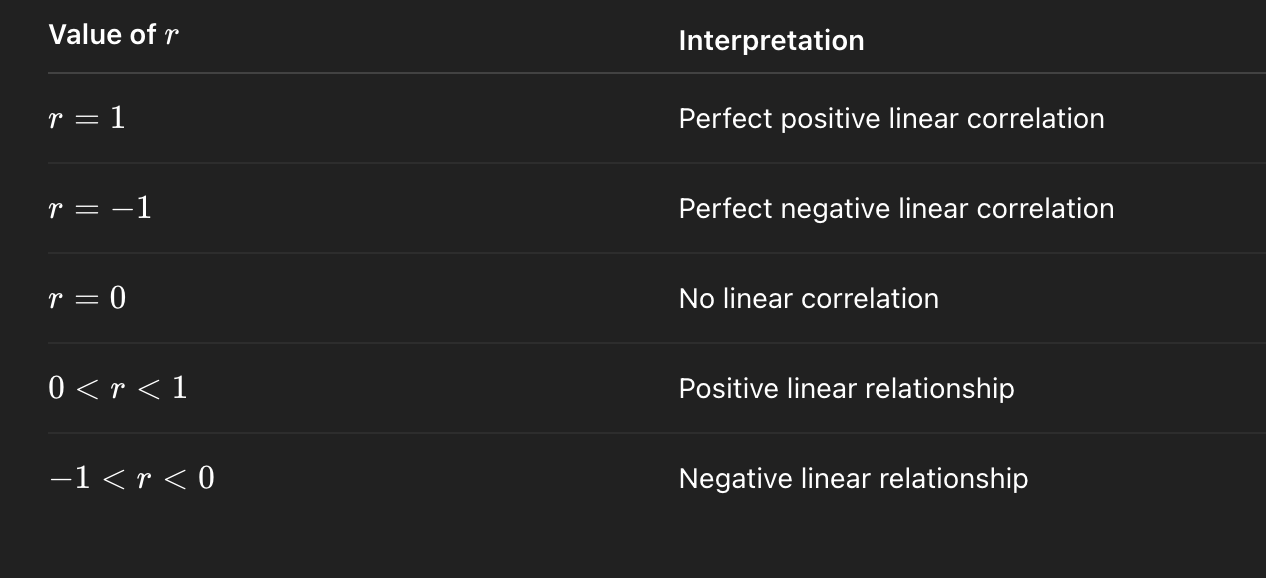 Value of r Interpretation
r = 1 Perfect positive linear correlation
r = −1 Perfect negative linear correlation
r = 0 No linear correlation
0 < r < 1 Positive linear relationship
−1 < r < 0 Negative linear relationship